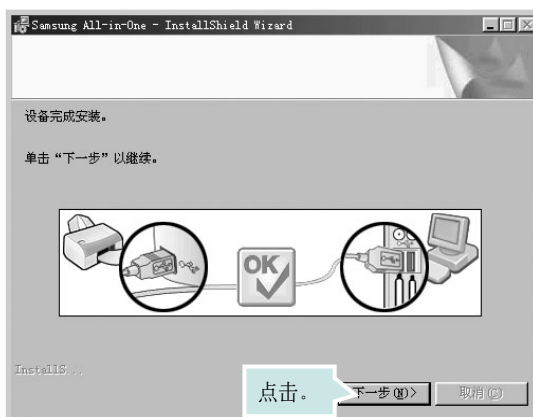 Samsung All-in-One - InstallShield Wizard
设备完成安装。
单击“下一步”以继续。
OK
InstallS...
点击。
下一步(N)>
取消(C)